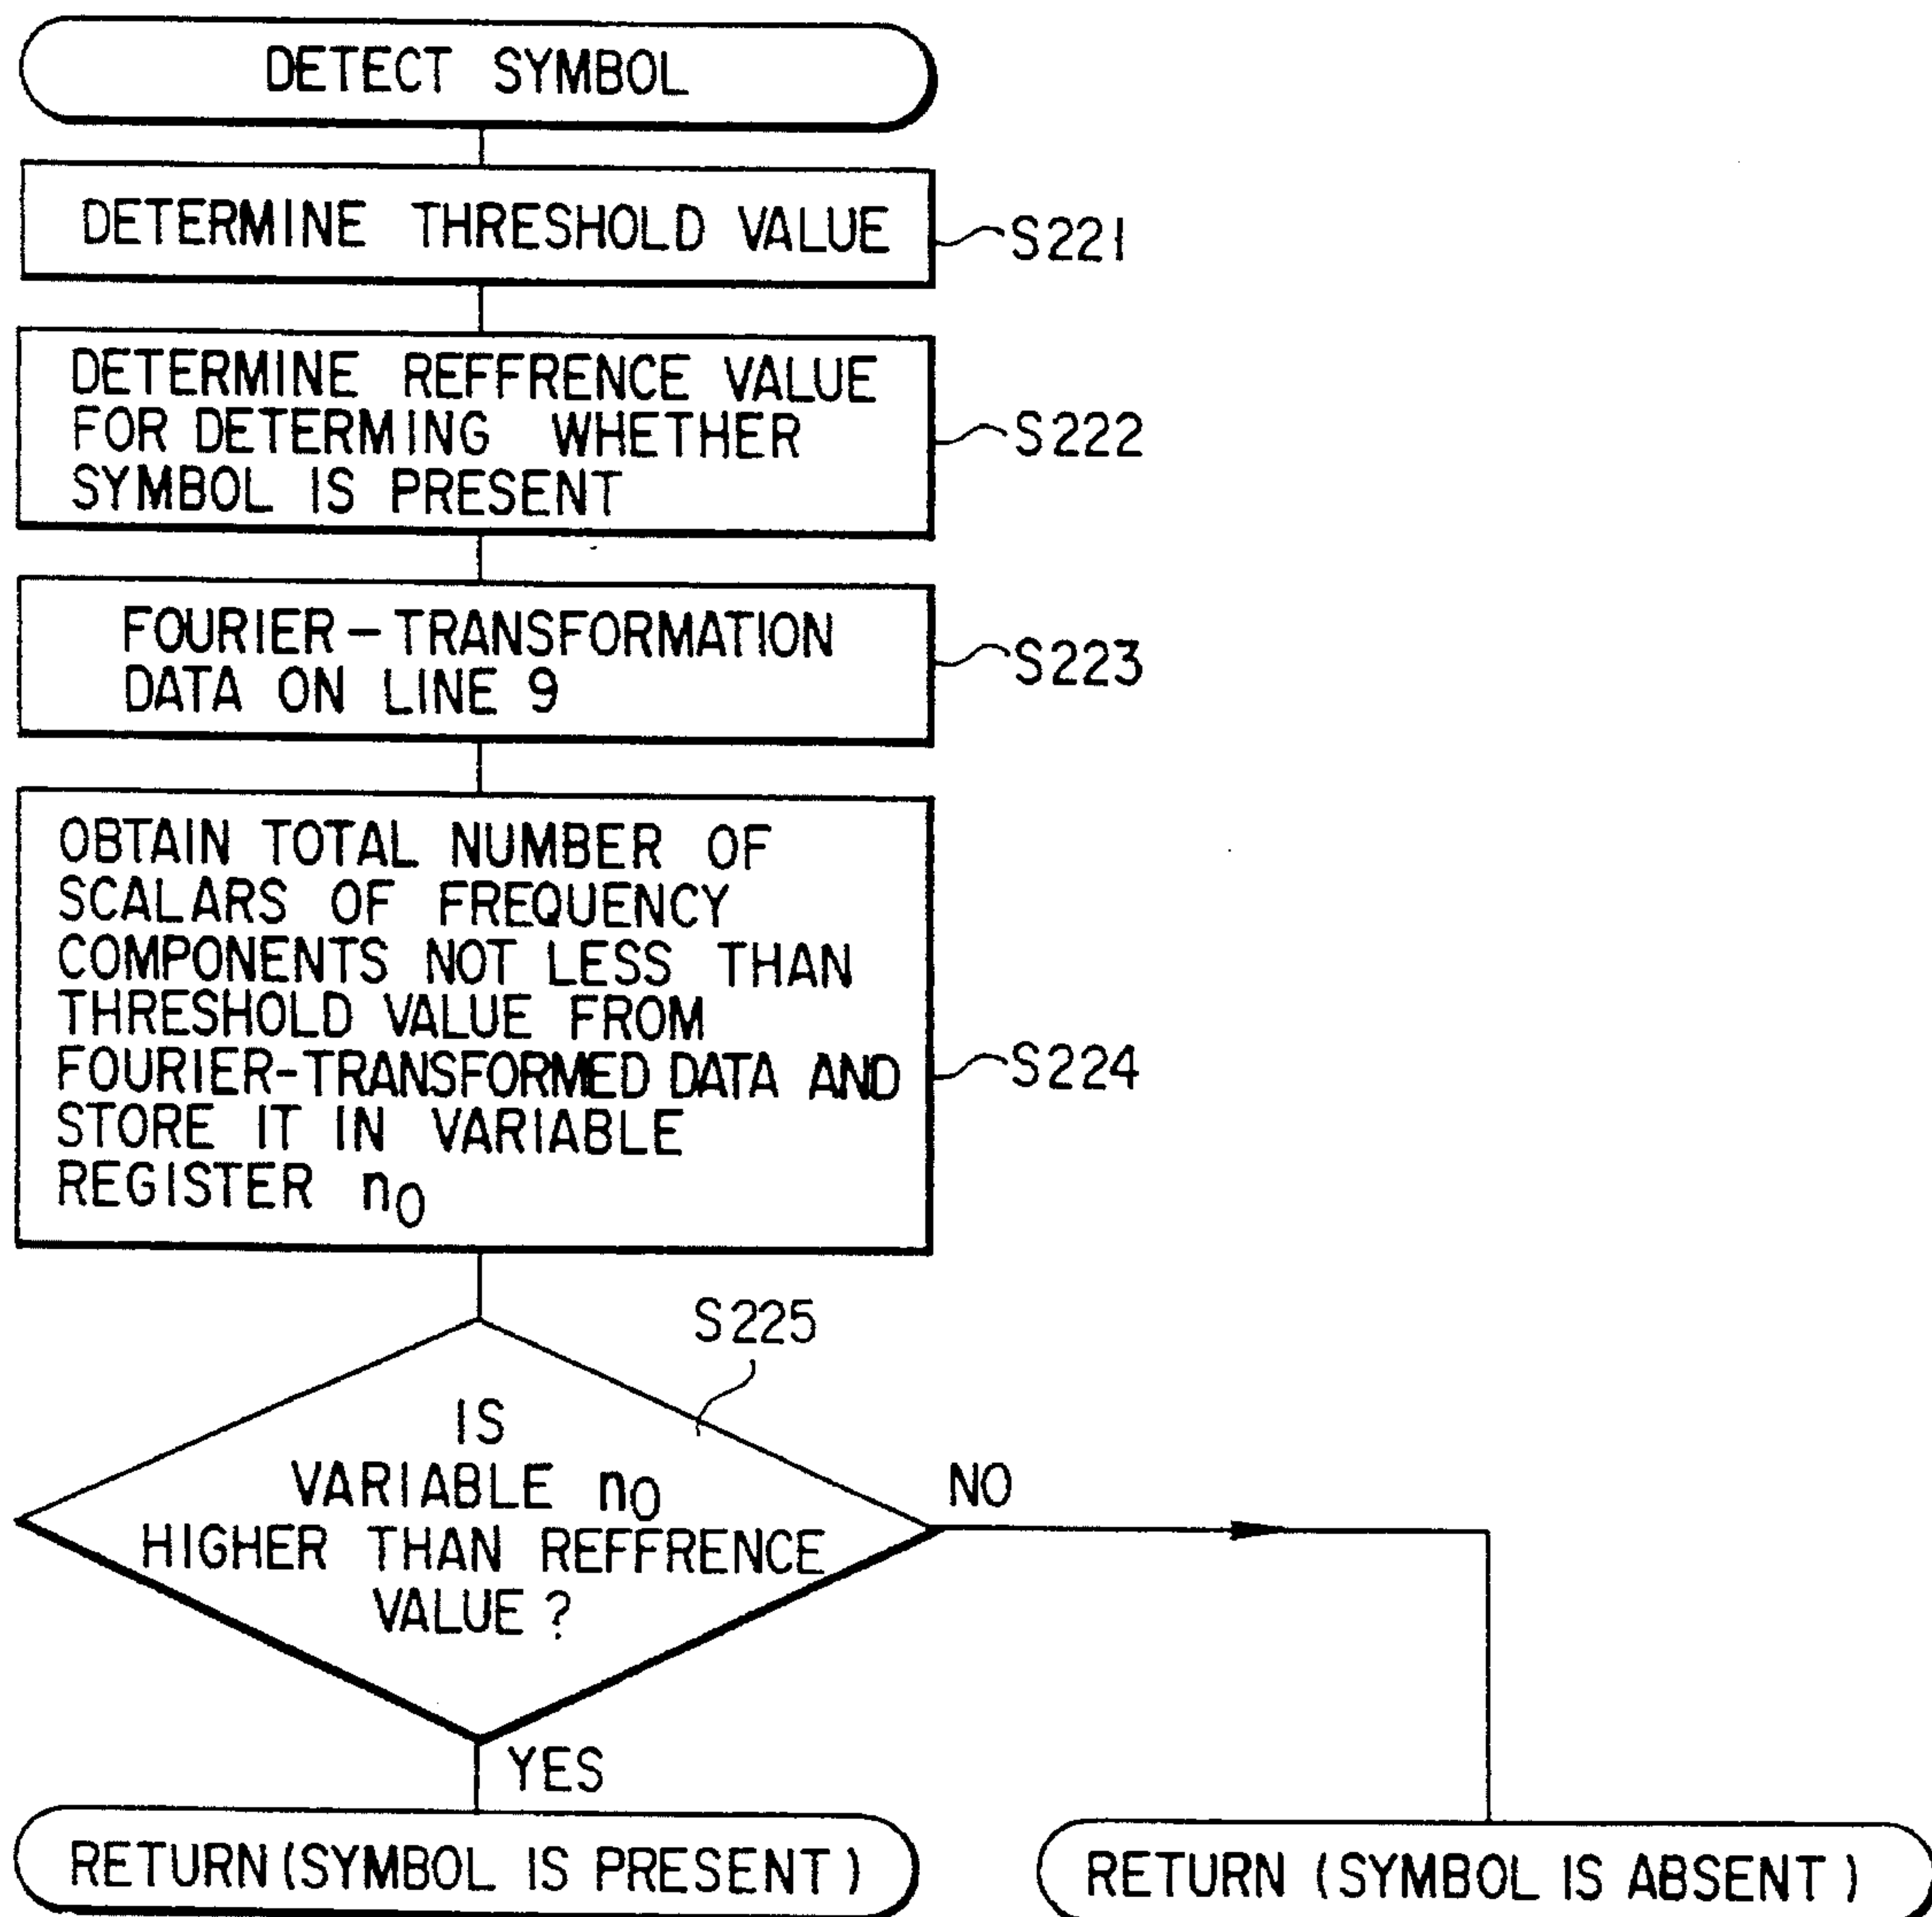 DETECT SYMBOL
DETERMINE THRESHOLD VALUE
S221
DETERMINE REFFRENCE VALUE
FOR DETERMING WHETHER
SYMBOL IS PRESENT
S222
FOURIER-TRANSFORMATION
DATA ON LINE 9
S223
OBTAIN TOTAL NUMBER OF
SCALARS OF FREQUENCY
COMPONENTS NOT LESS THAN
THRESHOLD VALUE FROM
FOURIER-TRANSFORMED DATA AND
STORE IT IN VARIABLE
REGISTER n0
S224
S225
IS
VARIABLE n0
HIGHER THAN REFFRENCE
VALUE?
NO
YES
RETURN (SYMBOL IS PRESENT)
RETURN (SYMBOL IS ABSENT)